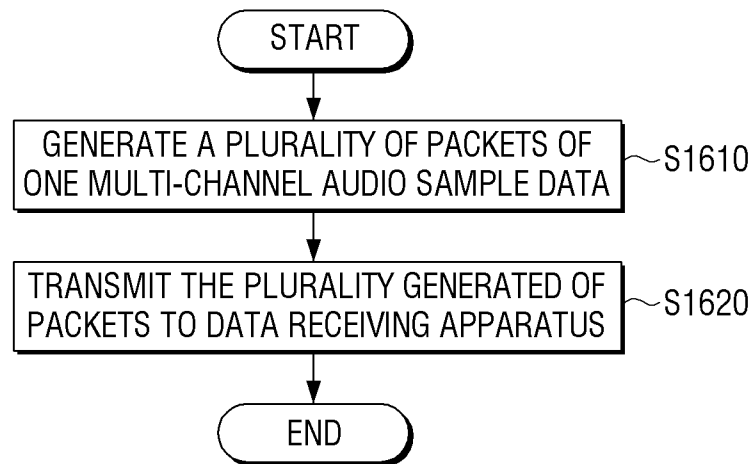 START
GENERATE A PLURALITY OF PACKETS OF
ONE MULTI-CHANNEL AUDIO SAMPLE DATA
S1610
TRANSMIT THE PLURALITY GENERATED OF
PACKETS TO DATA RECEIVING APPARATUS
S1620
END